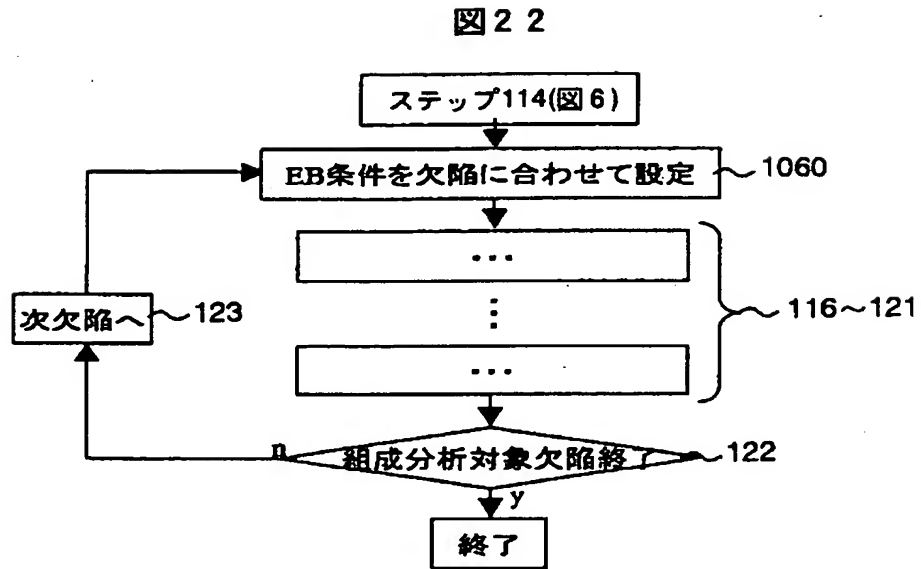 図22
ステップ114(図6)
EB条件を欠陥に合わせて設定
1060
...
...
116～121
...
次欠陥へ
123
n
組成分析対象欠陥終了
122
y
終了